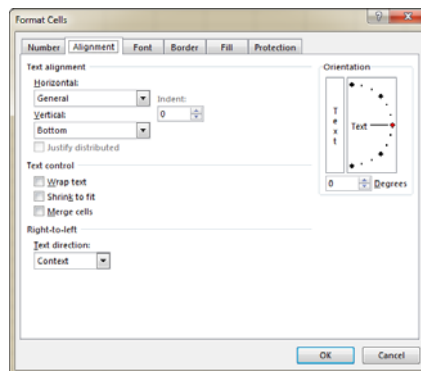 Format Cells
Number Alignment Font Border Fill Protection
Text alignment
Horizontal:
General
Indent:
Vertical:
0
Bottom
Justify distributed
Text control
Wrap text
Shrink to fit
Merge cells
Right-to-left
Text direction:
Context
Orientation
Text
Text
0 Degrees
OK Cancel